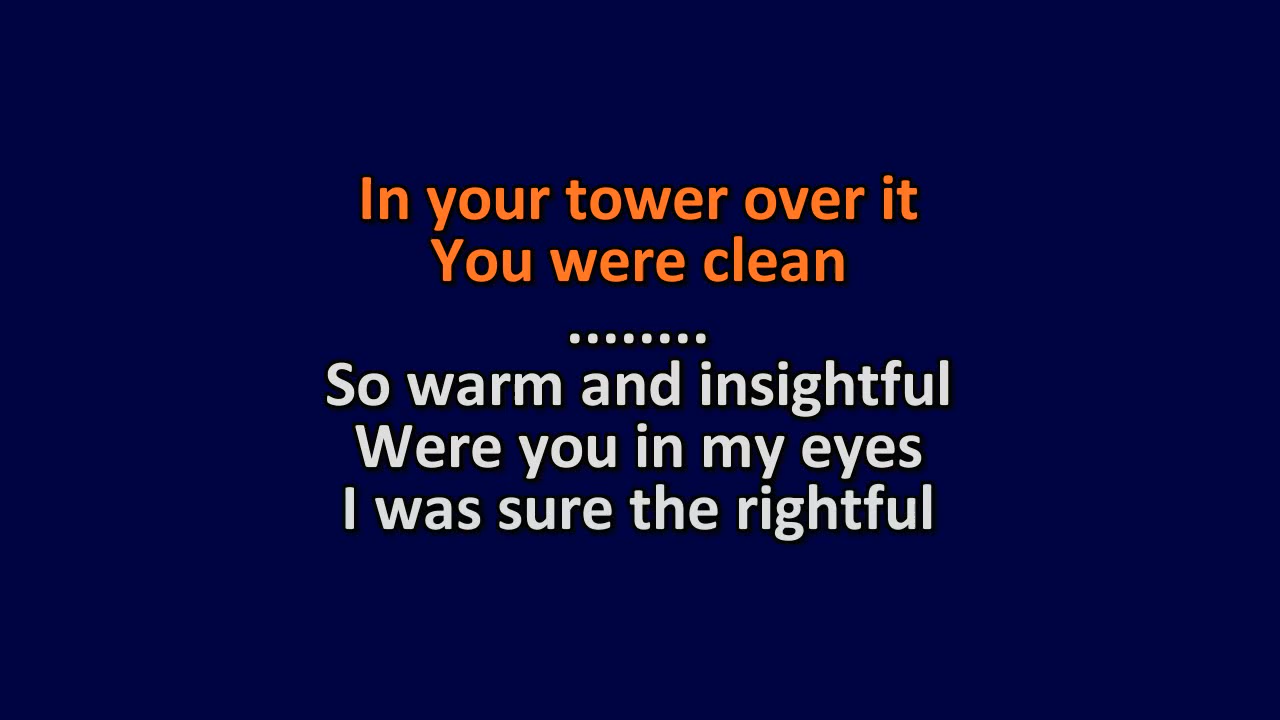 In your tower over it
You were clean
........
So warm and insightful
Were you in my eyes
I was sure the rightful